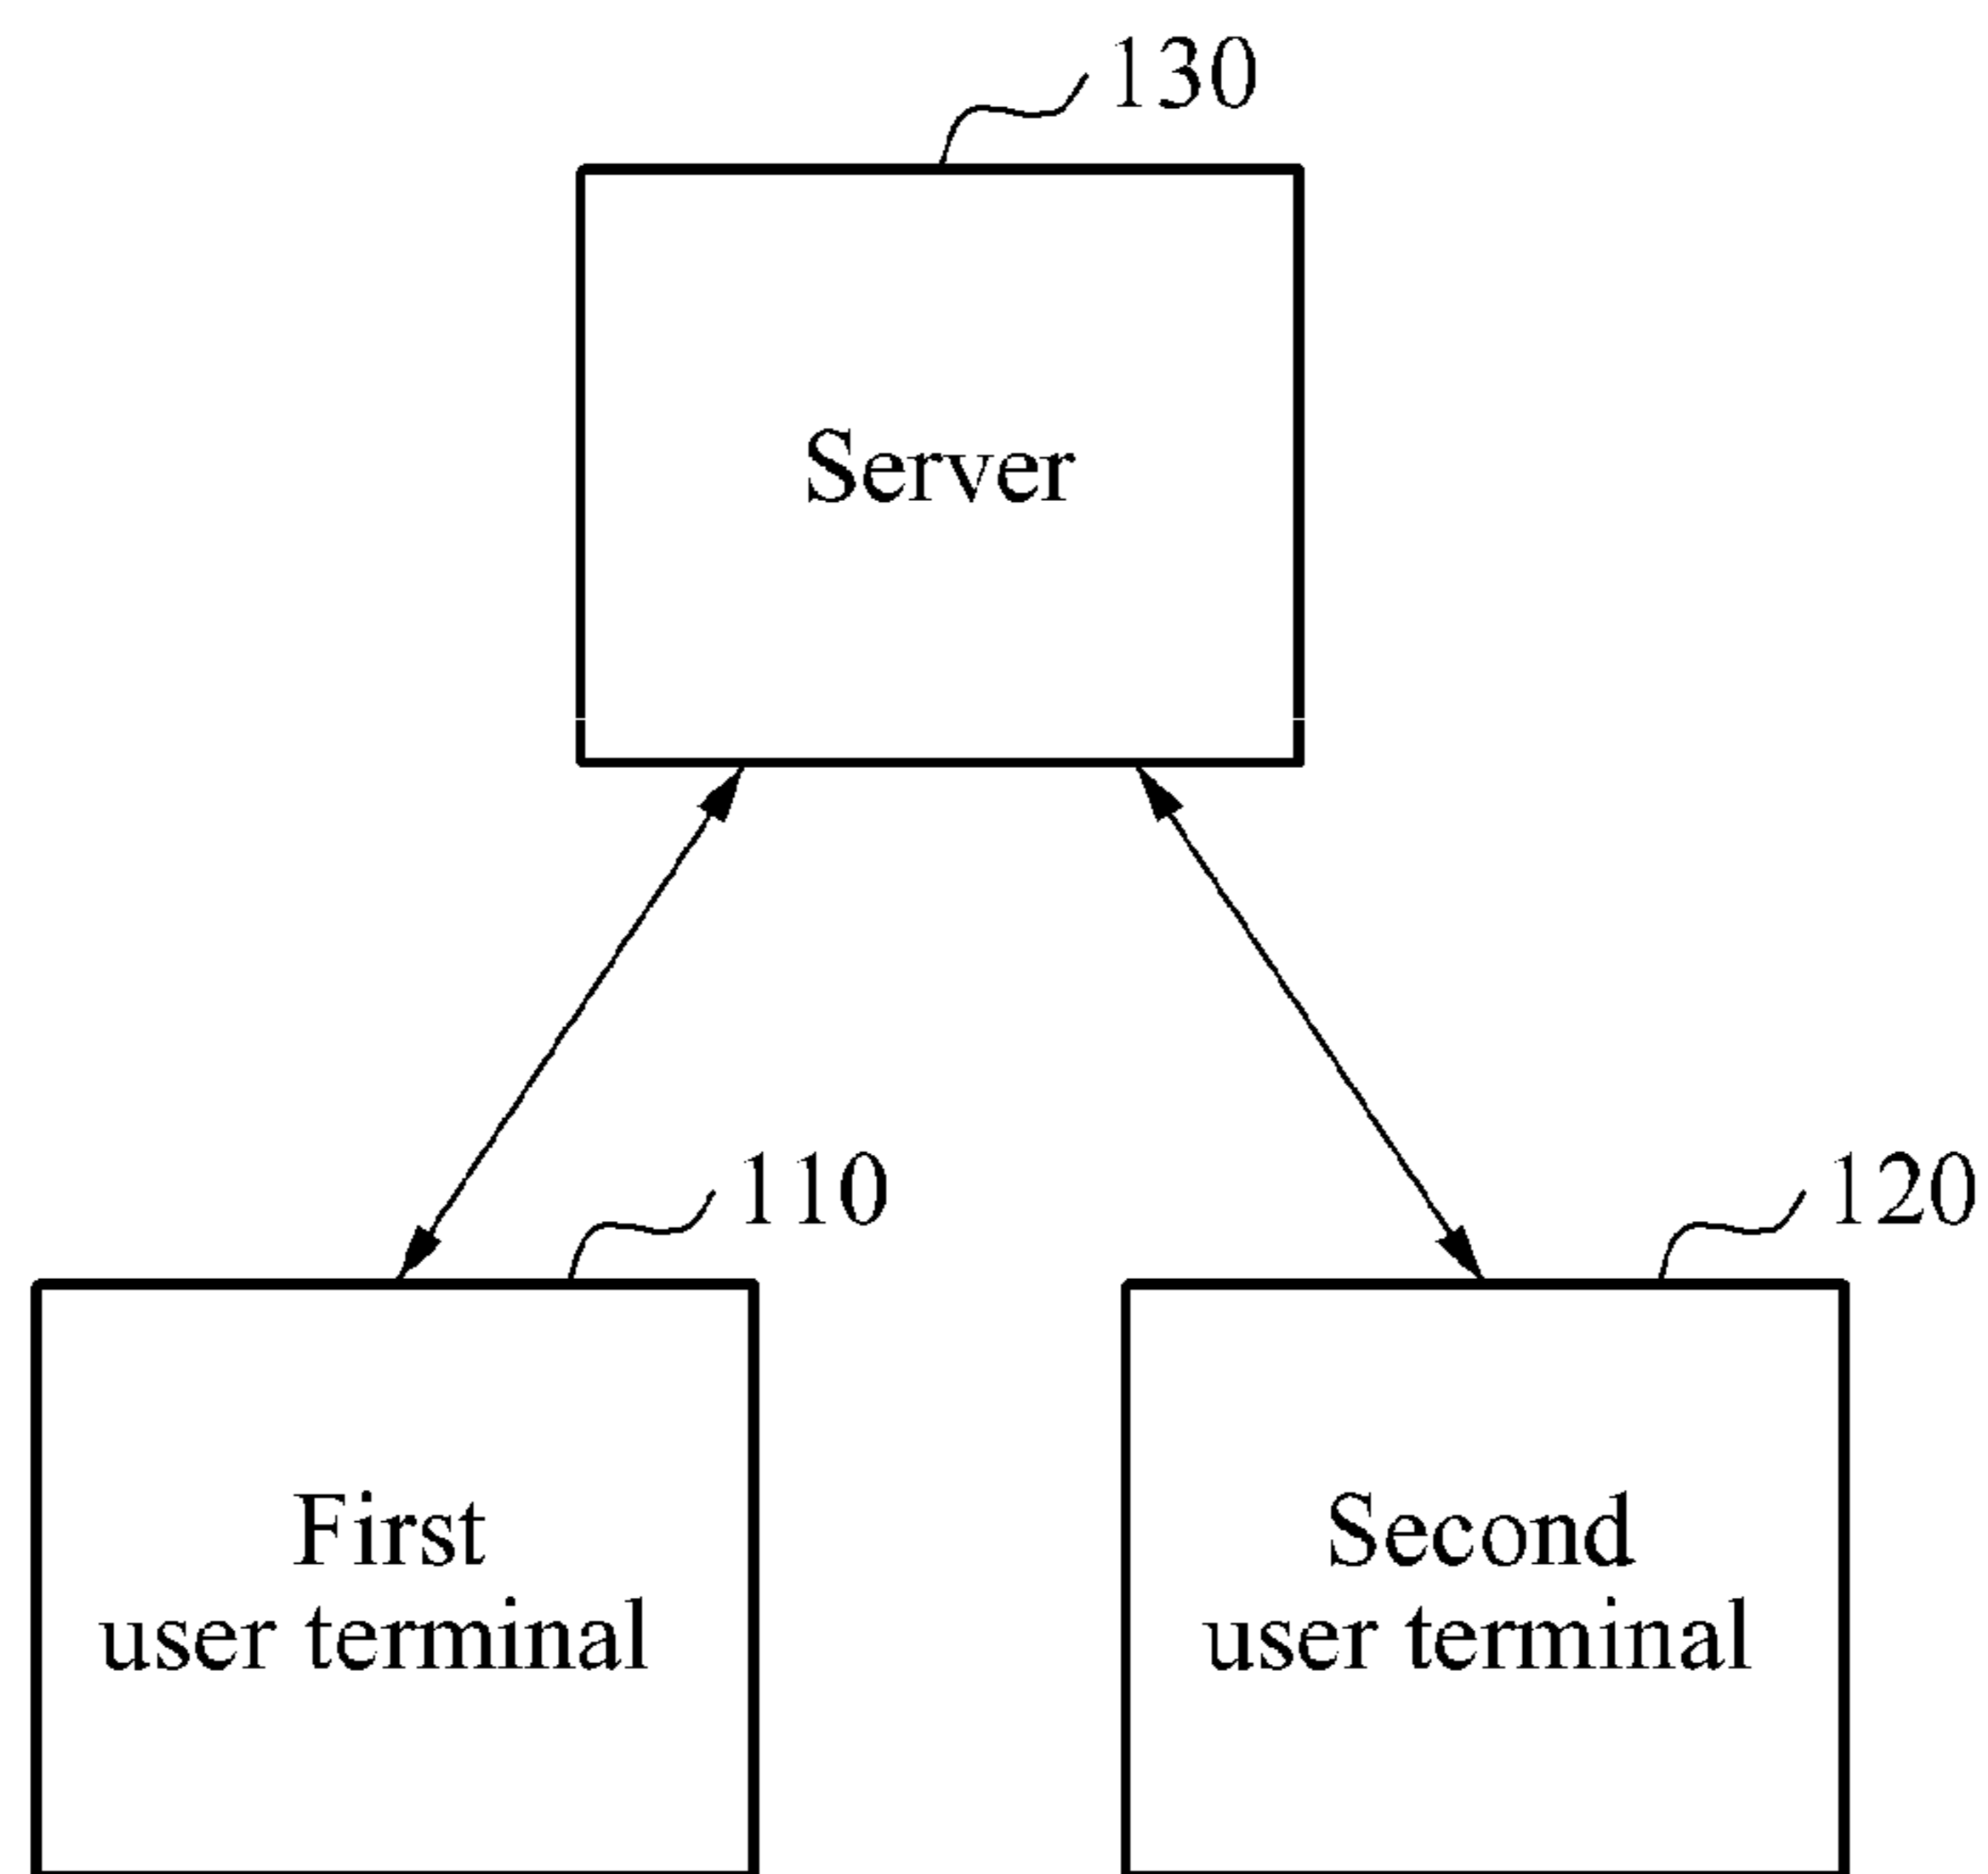 130
Server
110
120
First
user terminal
Second
user terminal